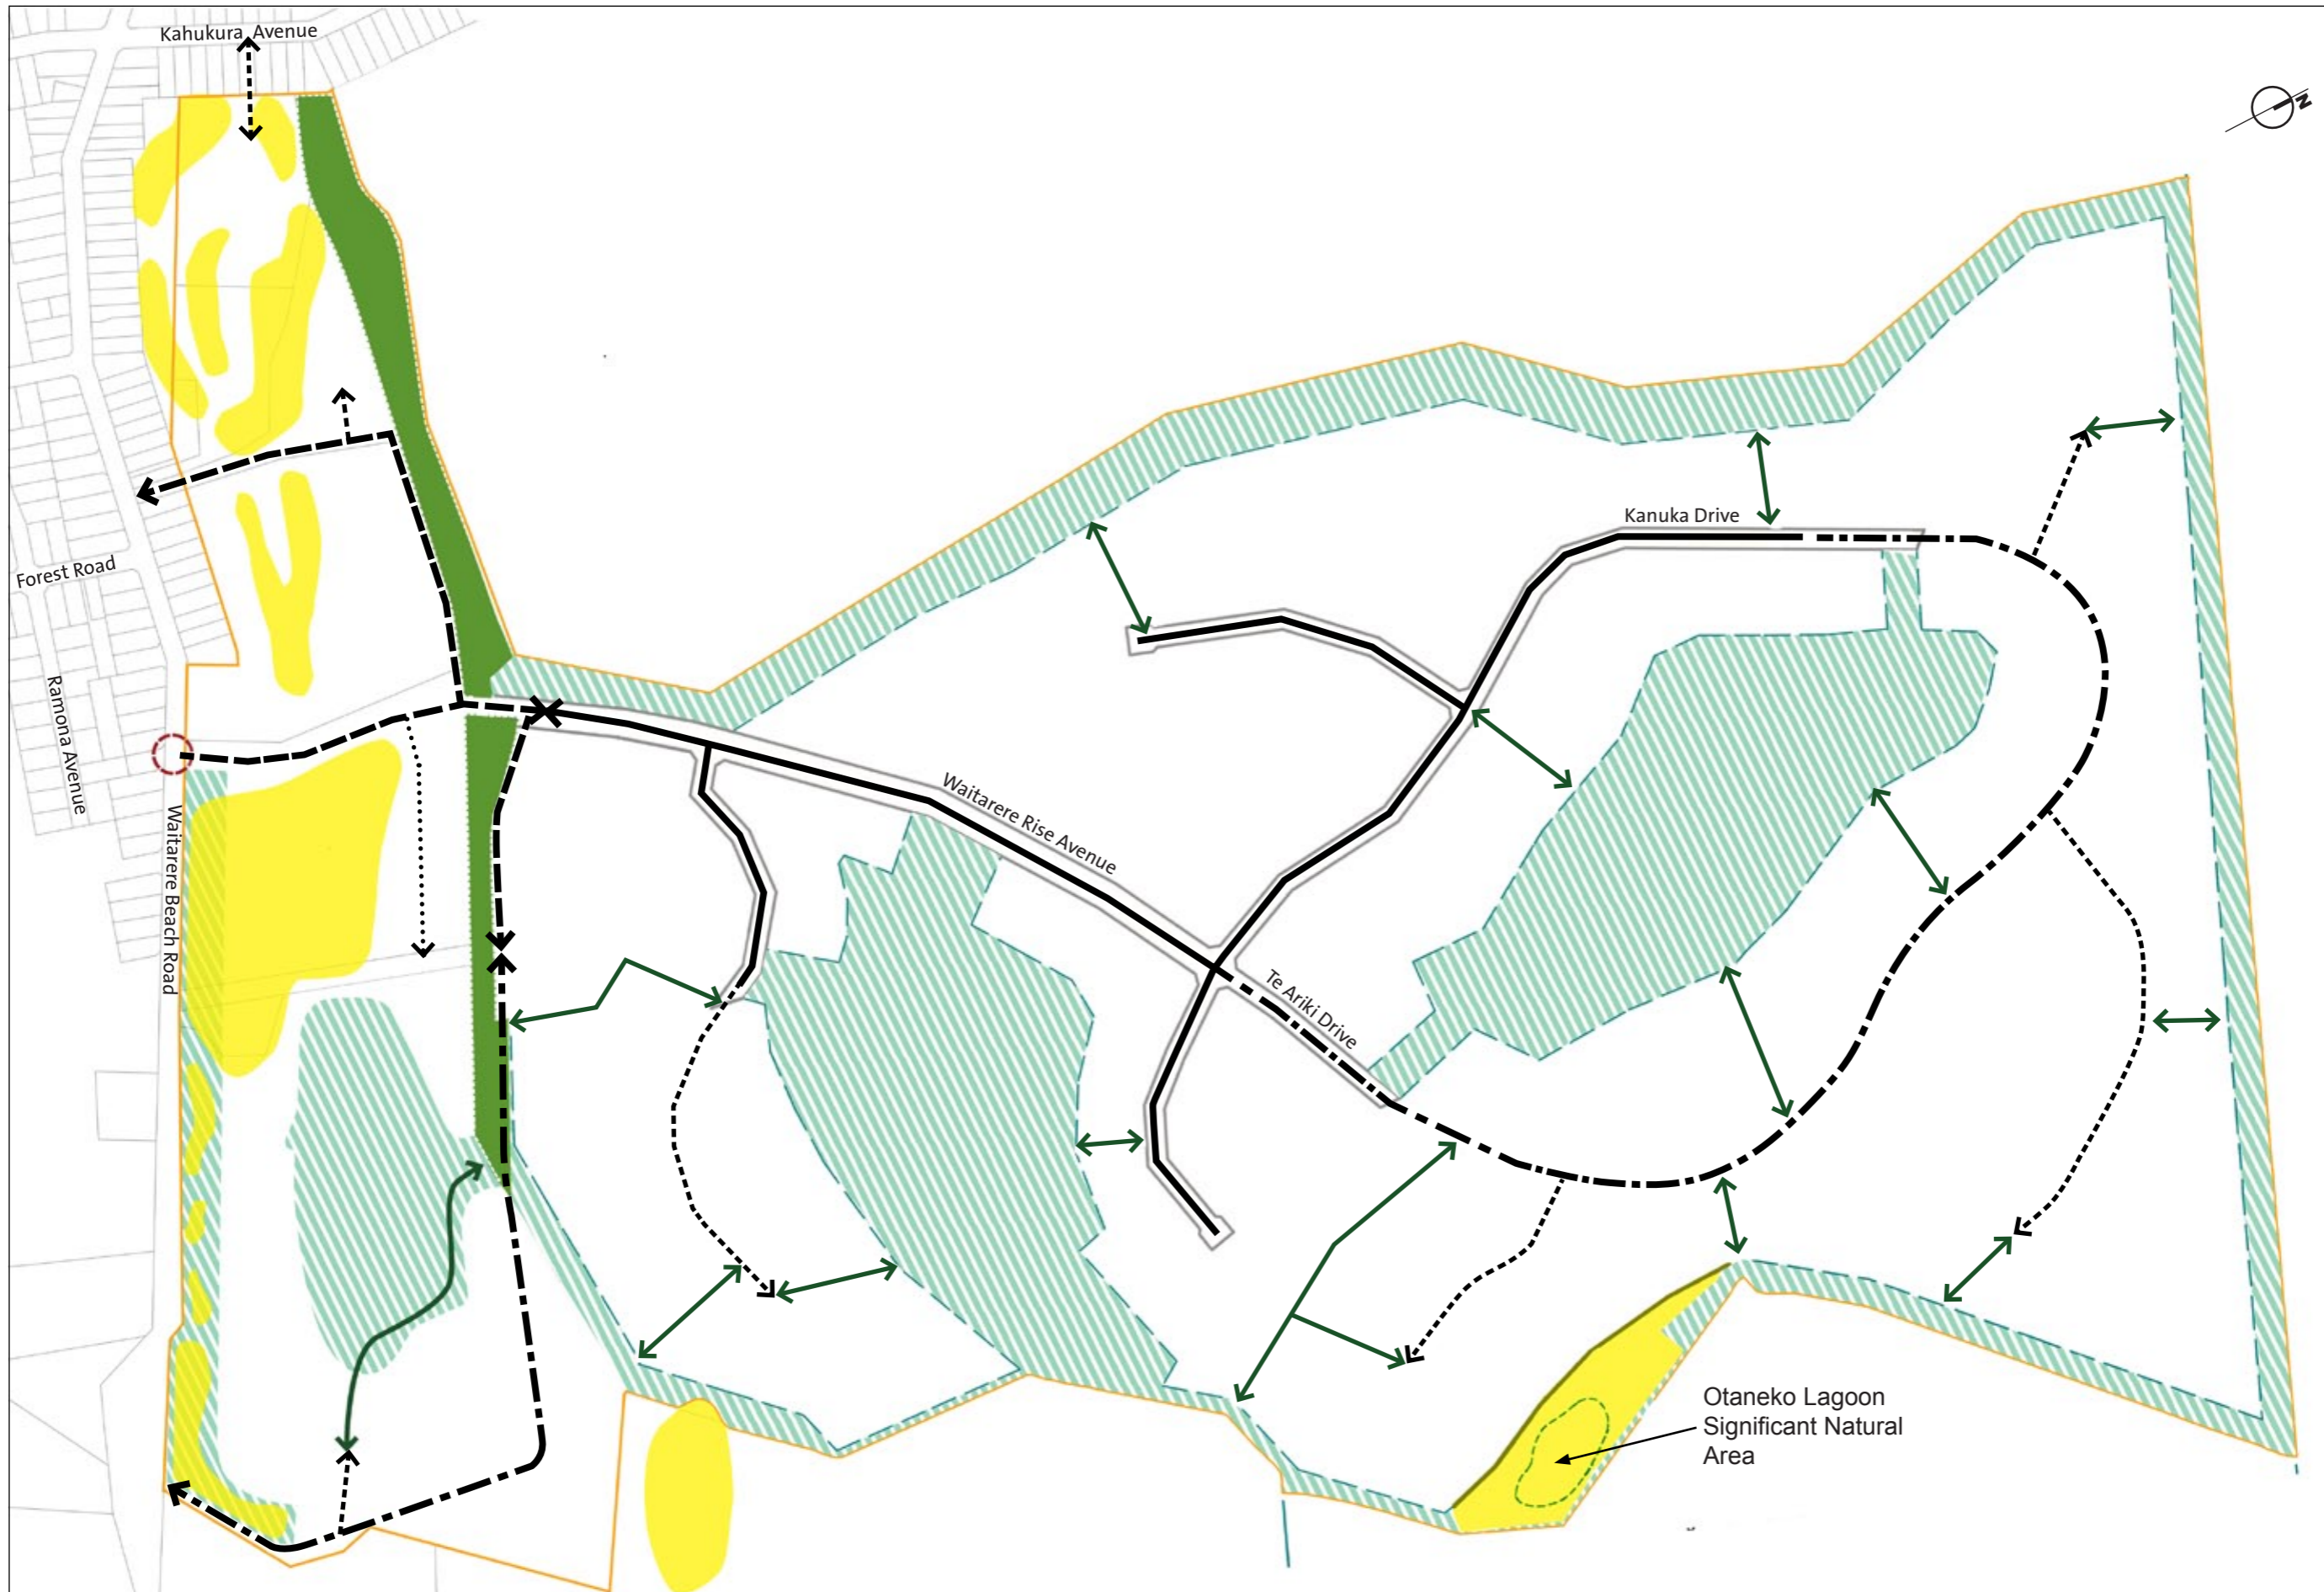 Kahukura Avenue
N
Kanuka Drive
Forest Road
Ramona Avenue
Waitarere Beach Road
Waitarere Rise Avenue
Te Ariki Drive
Otaneko Lagoon
Significant Natural
Area